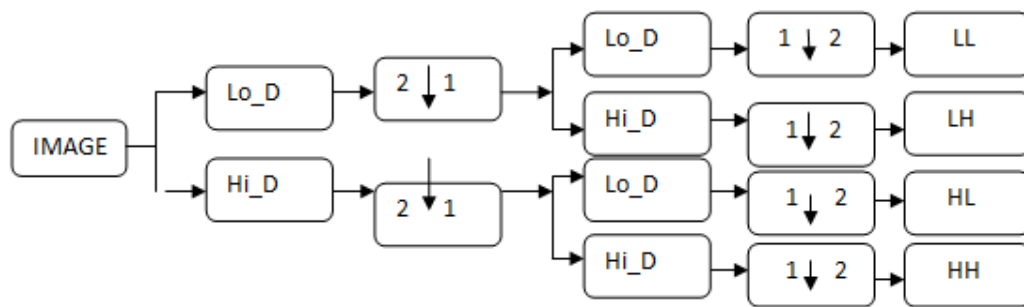 IMAGE
Lo_D
2 ↓ 1
Lo_D
1 ↓ 2
LL
Hi_D
1 ↓ 2
LH
Hi_D
2 ↓ 1
Lo_D
1 ↓ 2
HL
Hi_D
1 ↓ 2
HH